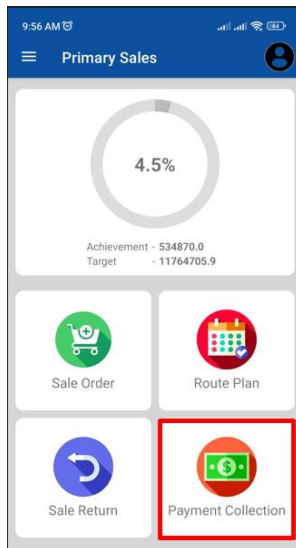 9:56 AM 44
Primary Sales
4.5%
Achievement - 534870.0
Target - 11764705.9
Sale Order
Route Plan
Sale Return
Payment Collection